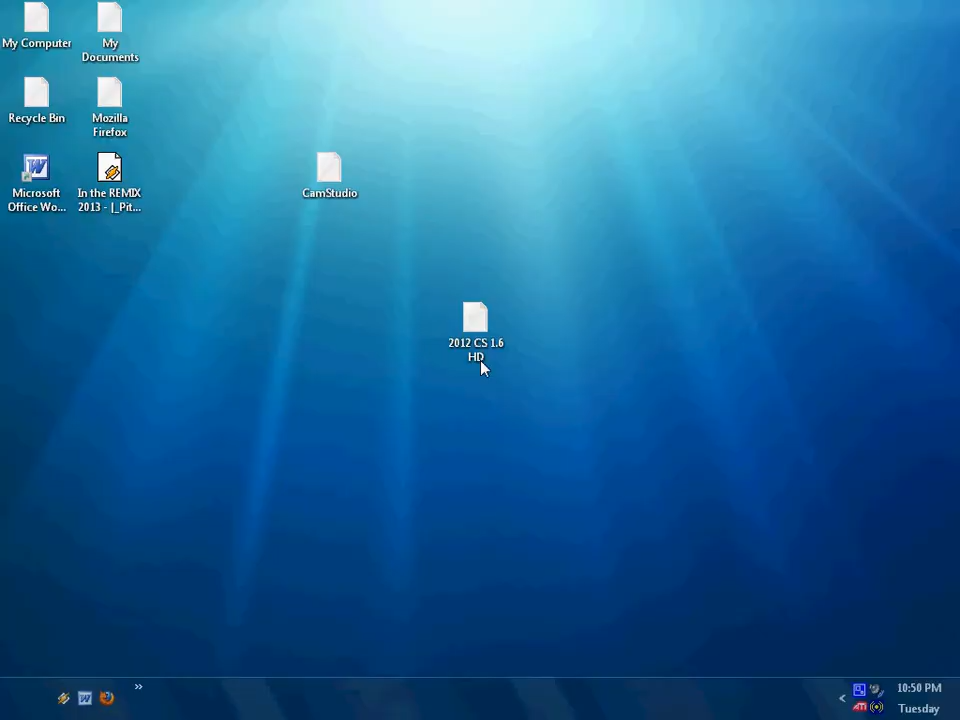 My Computer
My
Documents
Recycle Bin
Mozilla
Firefox
Microsoft
Office Wo...
In the REMIX
2013 - |_Pit...
CamStudio
2012 CS 1.6
HD
»
<
ATI
10:50 PM
Tuesday